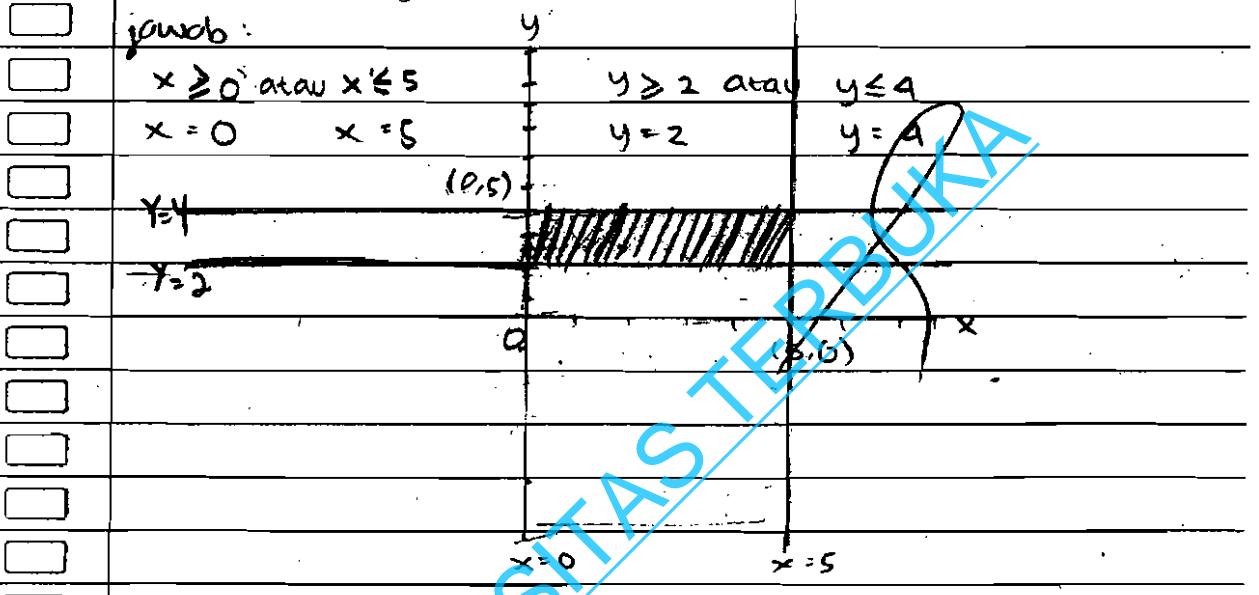 jawab :
y
x ≥ 0 atau x ≤ 5 y ≥ 2 atau y ≤ 4
x = 0 x = 5 y = 2 y = 4
(0,5)
Y=4
Y=2
0 x
(5,0)
x=0 x=5
SITAS TERBUKA